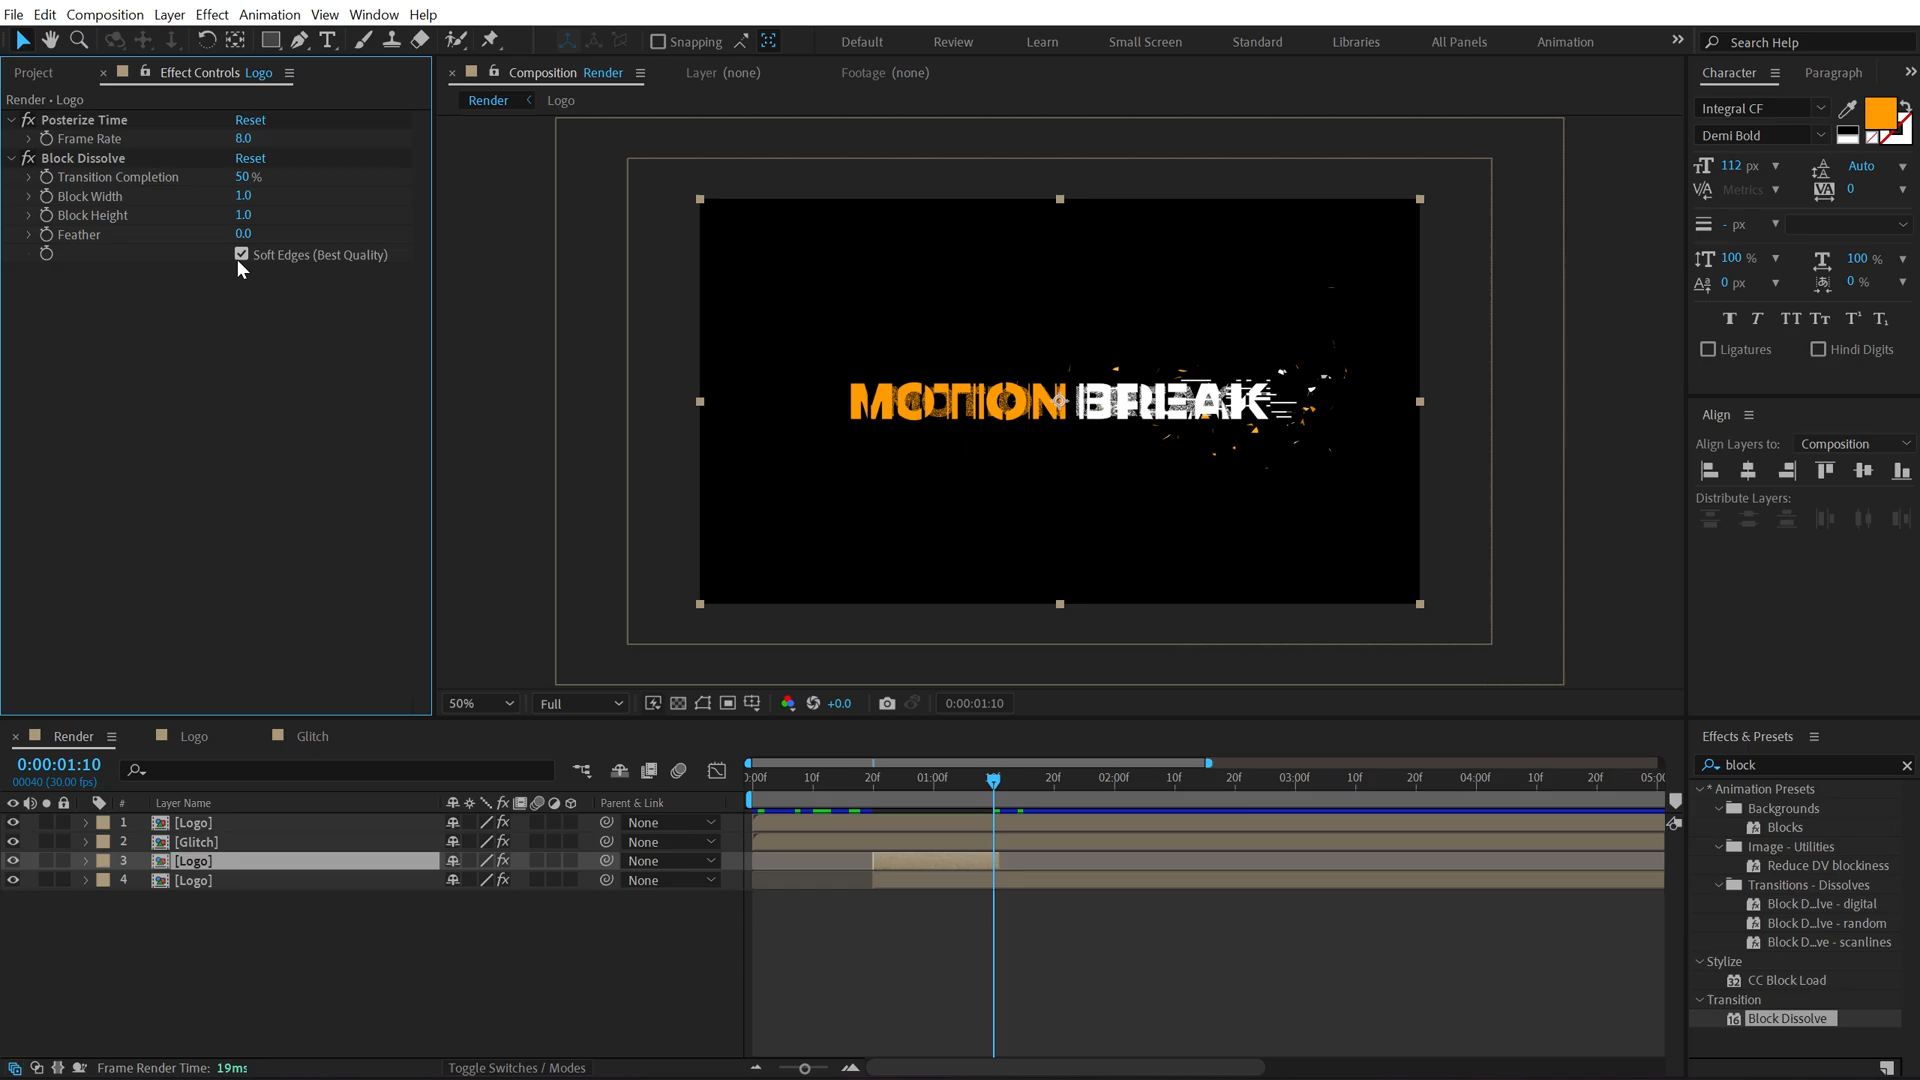 File Edit Composition Layer Effect Animation View Window Help
Snapping Default Review Learn Small Screen Standard Libraries All Panels Animation Search Help
Project Effect Controls Logo Composition Render Layer (none) Footage (none) Character Paragraph
Render • Logo
Render Logo
Posterize Time Reset
Frame Rate 8.0
Block Dissolve Reset
Transition Completion 50 %
Block Width 1.0
Block Height 1.0
Feather 0.0
Soft Edges (Best Quality)
MOTION BREAK
Integral CF
Demi Bold
112 px Auto
Metrics 0
- px
100 % 100 %
0 px 0 %
Ligatures Hindi Digits
Align
Align Layers to: Composition
Distribute Layers:
50% Full +0.0 0:00:01:10
Render Logo Glitch
0:00:01:10
00040 (30.00 fps)
# Layer Name Parent & Link
:00f 10f 20f 01:00f 20f 02:00f 10f 20f 03:00f 10f 20f 04:00f 10f 20f 05:00
1 [Logo] None
2 [Glitch] None
3 [Logo] None
4 [Logo] None
Effects & Presets
block
* Animation Presets
Backgrounds
Blocks
Image - Utilities
Reduce DV blockiness
Transitions - Dissolves
Block D...lve - digital
Block D...lve - random
Block D...ve - scanlines
Stylize
CC Block Load
Transition
Block Dissolve
Frame Render Time: 19ms Toggle Switches / Modes